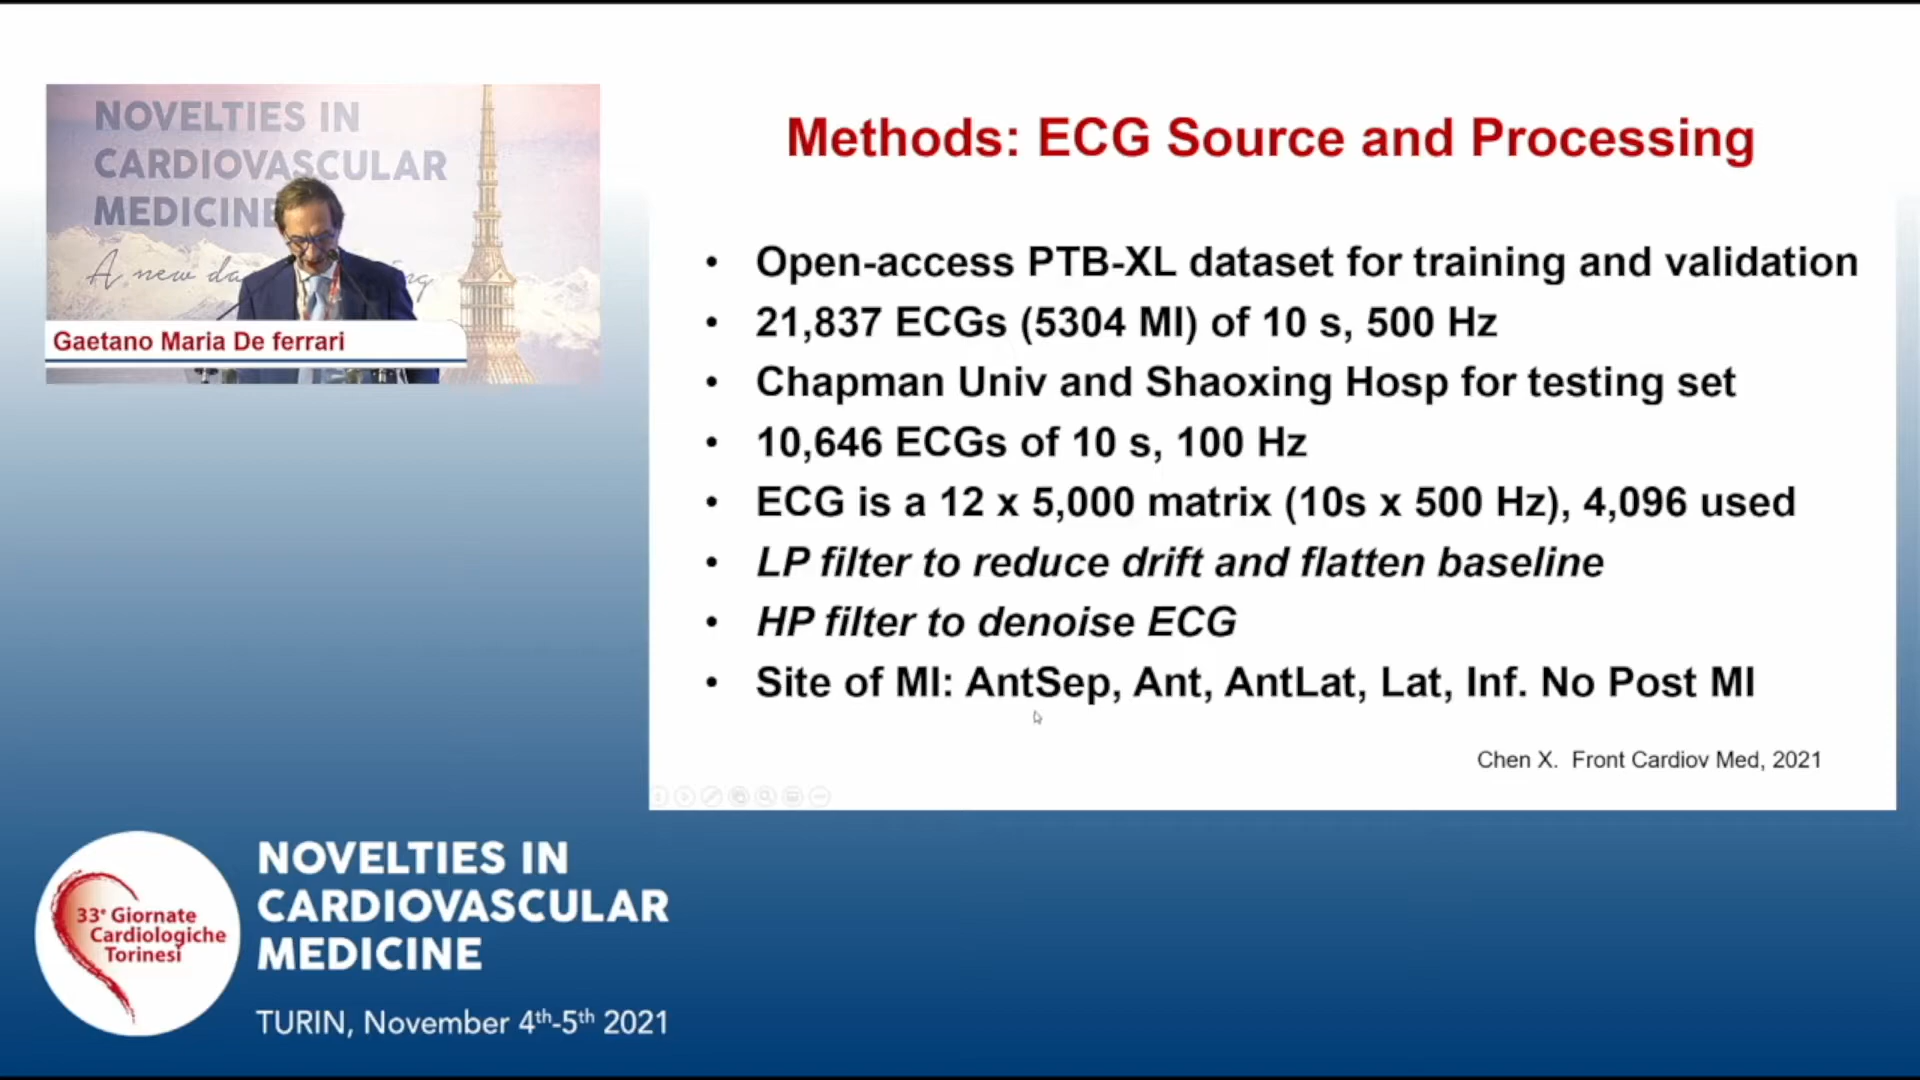 NOVELTIES IN
CARDIOVASCULAR
MEDICINE
A new da
Gaetano Maria De ferrari
Methods: ECG Source and Processing
• Open-access PTB-XL dataset for training and validation
• 21,837 ECGs (5304 MI) of 10 s, 500 Hz
• Chapman Univ and Shaoxing Hosp for testing set
• 10,646 ECGs of 10 s, 100 Hz
• ECG is a 12 x 5,000 matrix (10s x 500 Hz), 4,096 used
• LP filter to reduce drift and flatten baseline
• HP filter to denoise ECG
• Site of MI: AntSep, Ant, AntLat, Lat, Inf. No Post MI
Chen X. Front Cardiov Med, 2021
33° Giornate
Cardiologiche
Torinesi
NOVELTIES IN
CARDIOVASCULAR
MEDICINE
TURIN, November 4th-5th 2021